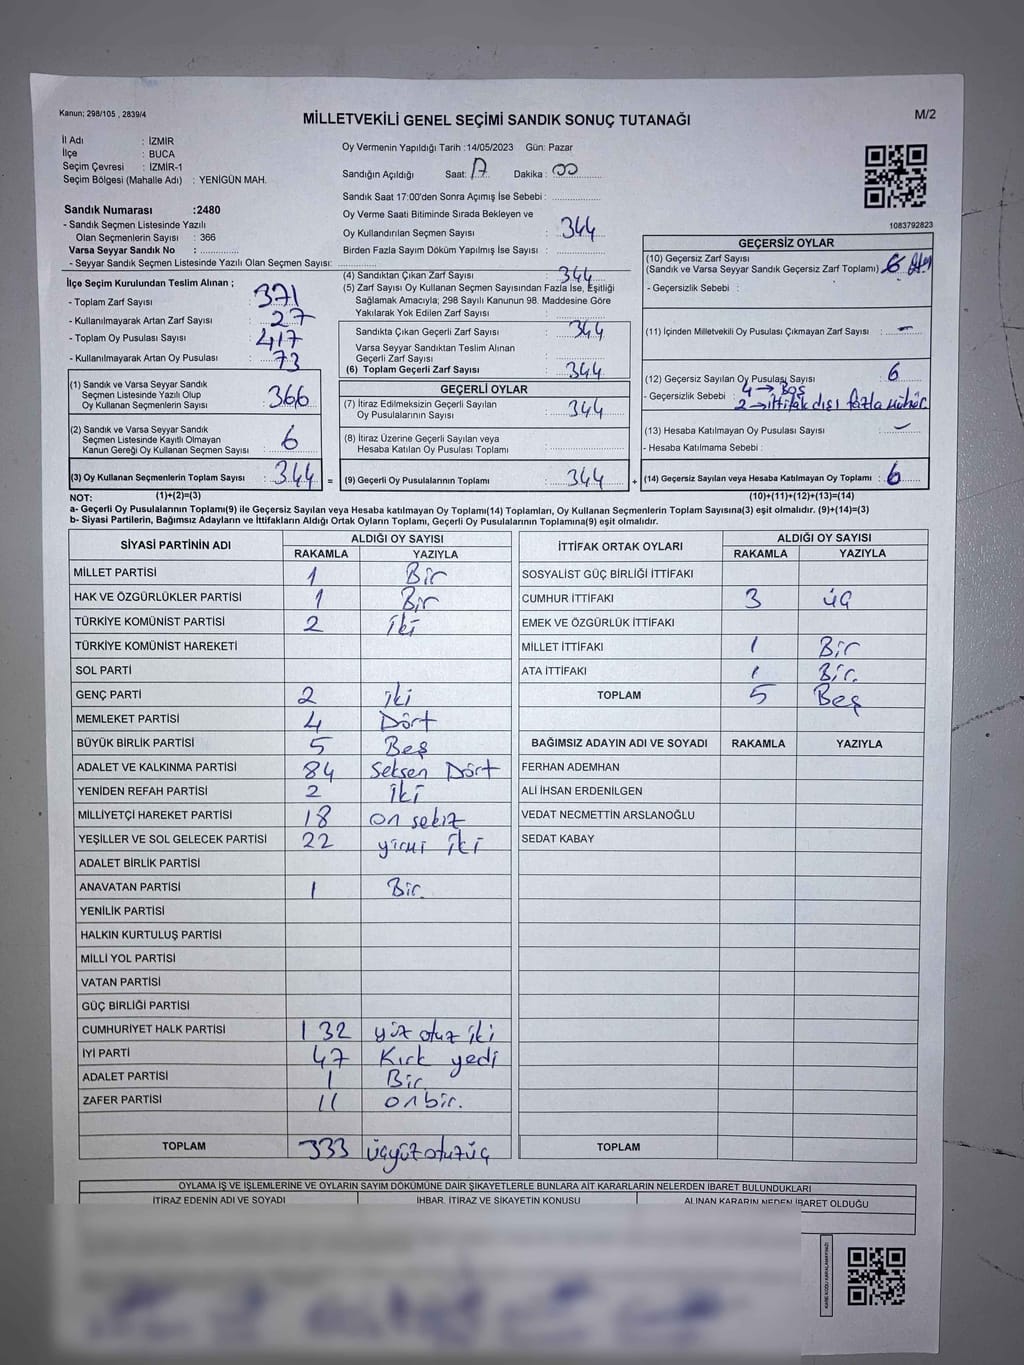 Kanun; 298/105 , 2839/4
MİLLETVEKİLİ GENEL SEÇİMİ SANDIK SONUÇ TUTANAĞI
M/2
İl Adı : İZMİR
İlçe : BUCA
Seçim Çevresi : İZMİR-1
Seçim Bölgesi (Mahalle Adı) : YENİGÜN MAH.
Sandık Numarası :2480
- Sandık Seçmen Listesinde Yazılı
Olan Seçmenlerin Sayısı : 366
Varsa Seyyar Sandık No :
- Seyyar Sandık Seçmen Listesinde Yazılı Olan Seçmen Sayısı:
Oy Vermenin Yapıldığı Tarih :14/05/2023 Gün: Pazar
Sandığın Açıldığı Saat: 17 Dakika : 00
Sandık Saat 17:00'den Sonra Açımış İse Sebebi :
Oy Verme Saati Bitiminde Sırada Bekleyen ve
Oy Kullandırılan Seçmen Sayısı : 344
Birden Fazla Sayım Döküm Yapılmış İse Sayısı :
1083792823
İlçe Seçim Kurulundan Teslim Alınan ;
- Toplam Zarf Sayısı : 371
- Kullanılmayarak Artan Zarf Sayısı : 27
- Toplam Oy Pusulası Sayısı : 417
- Kullanılmayarak Artan Oy Pusulası : 73
(1) Sandık ve Varsa Seyyar Sandık
Seçmen Listesinde Yazılı Olup
Oy Kullanan Seçmenlerin Sayısı : 366
(2) Sandık ve Varsa Seyyar Sandık
Seçmen Listesinde Kayıtlı Olmayan
Kanun Gereği Oy Kullanan Seçmen Sayısı : 6
(3) Oy Kullanan Seçmenlerin Toplam Sayısı : 344 =
(4) Sandıktan Çıkan Zarf Sayısı : 344
(5) Zarf Sayısı Oy Kullanan Seçmen Sayısından Fazla İse, Eşitliği
Sağlamak Amacıyla; 298 Sayılı Kanunun 98. Maddesine Göre
Yakılarak Yok Edilen Zarf Sayısı :
Sandıkta Çıkan Geçerli Zarf Sayısı : 344
Varsa Seyyar Sandıktan Teslim Alınan
Geçerli Zarf Sayısı :
(6) Toplam Geçerli Zarf Sayısı : 344
GEÇERLİ OYLAR
(7) İtiraz Edilmeksizin Geçerli Sayılan
Oy Pusulalarının Sayısı : 344
(8) İtiraz Üzerine Geçerli Sayılan veya
Hesaba Katılan Oy Pusulası Toplamı :
(9) Geçerli Oy Pusulalarının Toplamı : 344 +
GEÇERSİZ OYLAR
(10) Geçersiz Zarf Sayısı
(Sandık ve Varsa Seyyar Sandık Geçersiz Zarf Toplamı) :
- Geçersizlik Sebebi :
(11) İçinden Milletvekili Oy Pusulası Çıkmayan Zarf Sayısı : -
(12) Geçersiz Sayılan Oy Pusulası Sayısı : 6
- Geçersizlik Sebebi : 4 → Boş
2 → ittifak dışı fazla mühür
(13) Hesaba Katılmayan Oy Pusulası Sayısı : -
- Hesaba Katılmama Sebebi :
(14) Geçersiz Sayılan veya Hesaba Katılmayan Oy Toplamı : 6
NOT: (1)+(2)=(3) (10)+(11)+(12)+(13)=(14)
a- Geçerli Oy Pusulalarının Toplamı(9) ile Geçersiz Sayılan veya Hesaba katılmayan Oy Toplamı(14) Toplamları, Oy Kullanan Seçmenlerin Toplam Sayısına(3) eşit olmalıdır. (9)+(14)=(3)
b- Siyasi Partilerin, Bağımsız Adayların ve İttifakların Aldığı Ortak Oyların Toplamı, Geçerli Oy Pusulalarının Toplamına(9) eşit olmalıdır.
SİYASİ PARTİNİN ADI ALDIĞI OY SAYISI
RAKAMLA YAZIYLA
MİLLET PARTİSİ 1 Bir
HAK VE ÖZGÜRLÜKLER PARTİSİ 1 Bir
TÜRKİYE KOMÜNİST PARTİSİ 2 iki
TÜRKİYE KOMÜNİST HAREKETİ
SOL PARTİ
GENÇ PARTİ 2 iki
MEMLEKET PARTİSİ 4 Dört
BÜYÜK BİRLİK PARTİSİ 5 Beş
ADALET VE KALKINMA PARTİSİ 84 Seksen Dört
YENİDEN REFAH PARTİSİ 2 iki
MİLLİYETÇİ HAREKET PARTİSİ 18 on sekiz
YEŞİLLER VE SOL GELECEK PARTİSİ 22 yirmi iki
ADALET BİRLİK PARTİSİ
ANAVATAN PARTİSİ 1 Bir.
YENİLİK PARTİSİ
HALKIN KURTULUŞ PARTİSİ
MİLLİ YOL PARTİSİ
VATAN PARTİSİ
GÜÇ BİRLİĞİ PARTİSİ
CUMHURİYET HALK PARTİSİ 132 yüz otuz iki
İYİ PARTİ 47 Kırk yedi
ADALET PARTİSİ 1 Bir.
ZAFER PARTİSİ 11 onbir.
TOPLAM 333 üçyüzotuzüç
İTTİFAK ORTAK OYLARI ALDIĞI OY SAYISI
RAKAMLA YAZIYLA
SOSYALİST GÜÇ BİRLİĞİ İTTİFAKI
CUMHUR İTTİFAKI 3 üç
EMEK VE ÖZGÜRLÜK İTTİFAKI
MİLLET İTTİFAKI 1 Bir
ATA İTTİFAKI 1 Bir.
TOPLAM 5 Beş
BAĞIMSIZ ADAYIN ADI VE SOYADI RAKAMLA YAZIYLA
FERHAN ADEMHAN
ALİ İHSAN ERDENİLGEN
VEDAT NECMETTİN ARSLANOĞLU
SEDAT KABAY
TOPLAM
OYLAMA İŞ VE İŞLEMLERİNE VE OYLARIN SAYIM DÖKÜMÜNE DAİR ŞİKAYETLERLE BUNLARA AİT KARARLARIN NELERDEN İBARET BULUNDUKLARI
İTİRAZ EDENİN ADI VE SOYADI İHBAR, İTİRAZ VE ŞİKAYETİN KONUSU ALINAN KARARIN NEDEN İBARET OLDUĞU